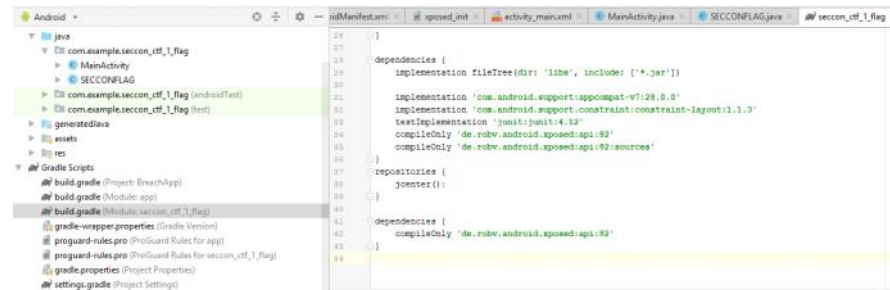 Android
java
com.example.seccon_ctf_1_flag
MainActivity
SECCONFLAG
com.example.seccon_ctf_1_flag (androidTest)
com.example.seccon_ctf_1_flag (test)
generatedJava
assets
res
Gradle Scripts
build.gradle (Project: BreachApp)
build.gradle (Module: app)
build.gradle (Module: seccon_ctf_1_flag)
gradle-wrapper.properties (Gradle Version)
proguard-rules.pro (ProGuard Rules for app)
proguard-rules.pro (ProGuard Rules for seccon_ctf_1_flag)
gradle.properties (Project Properties)
settings.gradle (Project Settings)
idManifest.xml xposed_init activity_main.xml MainActivity.java SECCONFLAG.java seccon_ctf_1_flag
26 }
27
28 dependencies {
29 implementation fileTree(dir: 'libs', include: ['*.jar'])
30
31 implementation 'com.android.support:appcompat-v7:28.0.0'
32 implementation 'com.android.support.constraint:constraint-layout:1.1.3'
33 testImplementation 'junit:junit:4.12'
34 compileOnly 'de.robv.android.xposed:api:82'
35 compileOnly 'de.robv.android.xposed:api:82:sources'
36 }
37 repositories {
38 jcenter();
39 }
40
41 dependencies {
42 compileOnly 'de.robv.android.xposed:api:82'
43 }
44